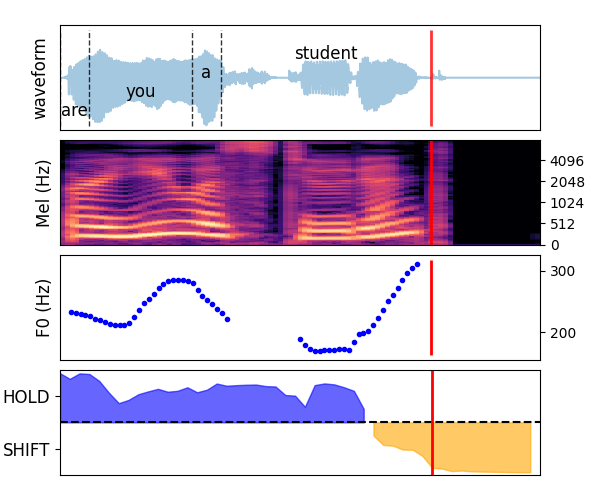 waveform
are
you
a
student
Mel (Hz)
4096
2048
1024
512
0
F0 (Hz)
300
200
HOLD
SHIFT